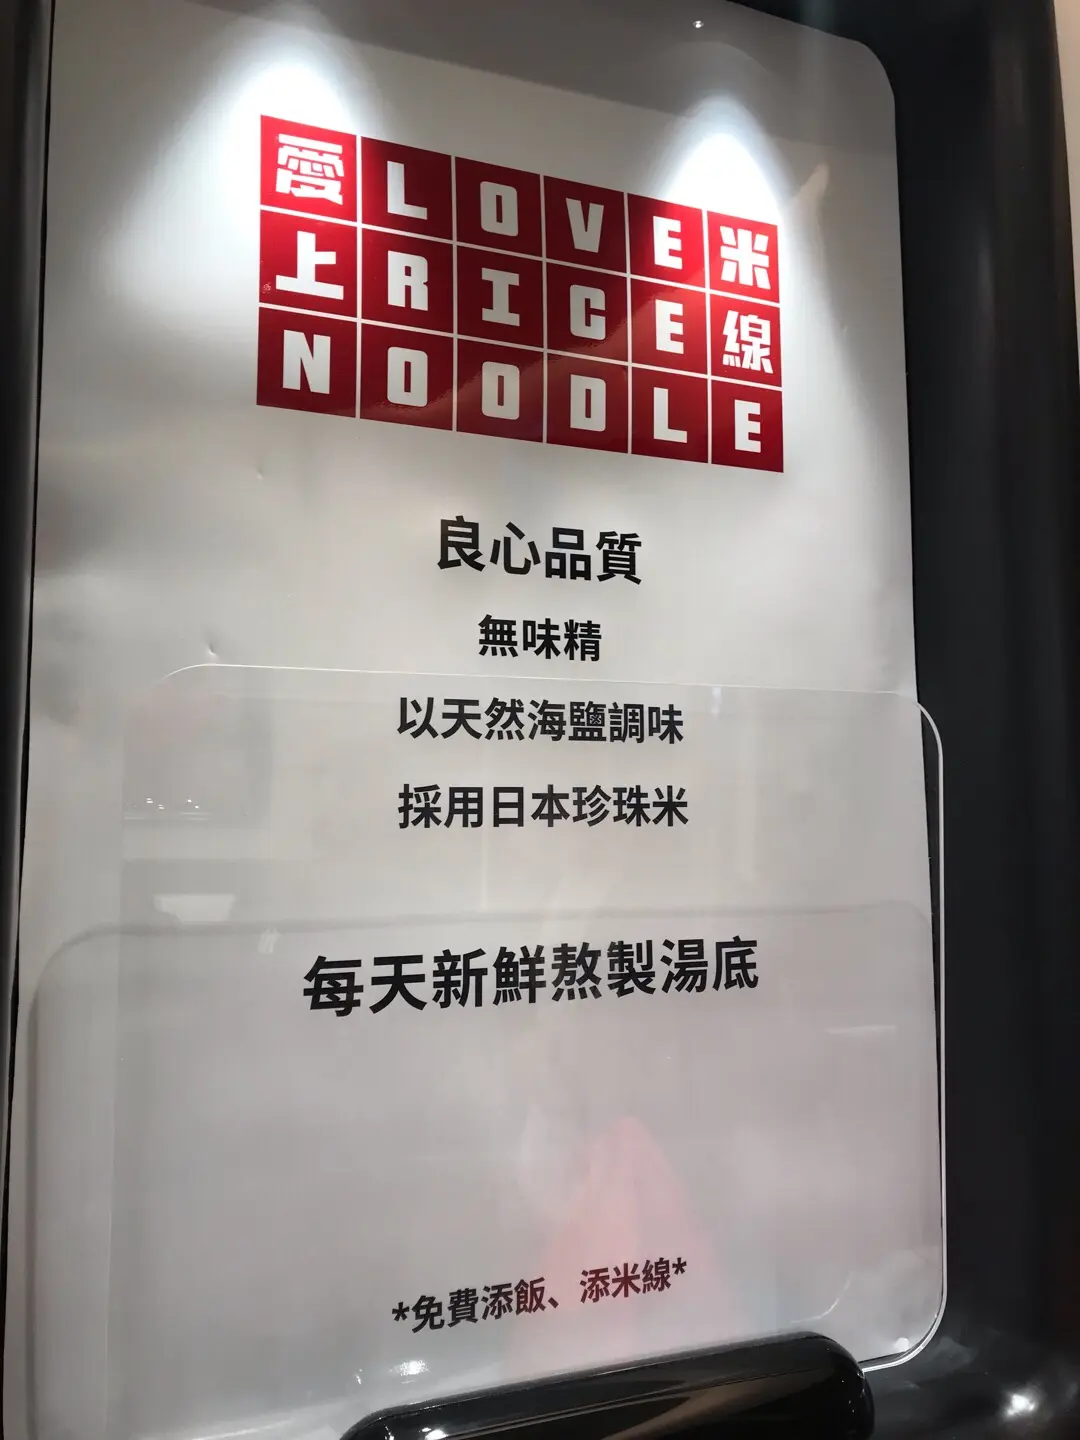 愛LOVE米
上RICE線
NOODLE
良心品質
無味精
以天然海鹽調味
採用日本珍珠米
每天新鮮熬製湯底
*免費添飯、添米線*